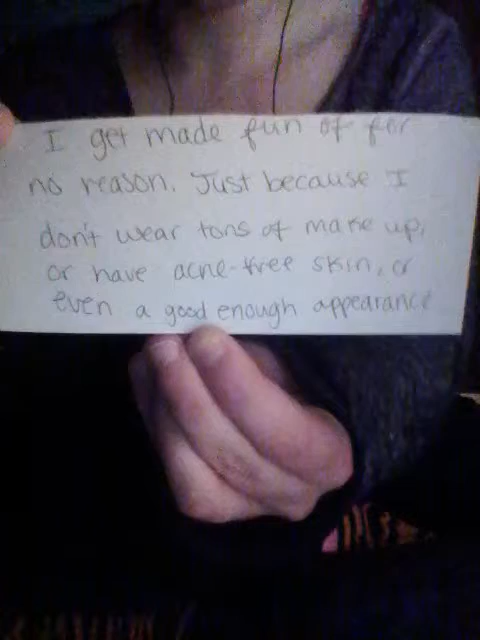 I get made fun of for
no reason. Just because I
don't wear tons of make up,
or have acne-free skin, or
even a good enough appearance